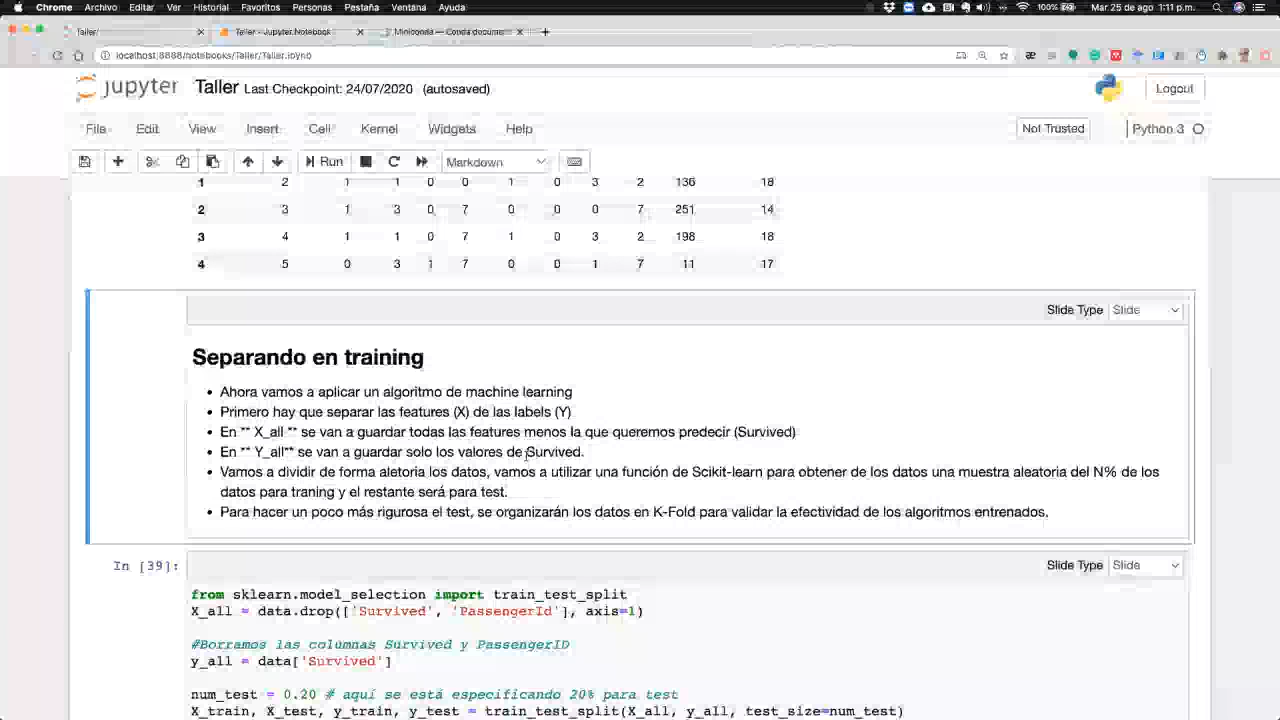 Chrome Archivo Editar Ver Historial Favoritos Personas Pestaña Ventana Ayuda 100% Mar. 25 de ago 1:11 p.m.
Taller/ Taller - Jupyter Notebook Miniconda — Conda docume
localhost:8888/notebooks/Taller/Taller.ipynb
jupyter Taller Last Checkpoint: 24/07/2020 (autosaved) Logout
File Edit View Insert Cell Kernel Widgets Help Not Trusted Python 3
Run Markdown
1 2 1 1 0 0 1 0 3 2 136 18
2 3 1 3 0 7 0 0 0 7 251 14
3 4 1 1 0 7 1 0 3 2 198 18
4 5 0 3 1 7 0 0 1 7 11 17
Slide Type Slide
Separando en training
• Ahora vamos a aplicar un algoritmo de machine learning
• Primero hay que separar las features (X) de las labels (Y)
• En ** X_all ** se van a guardar todas las features menos la que queremos predecir (Survived)
• En ** Y_all** se van a guardar solo los valores de Survived.
• Vamos a dividir de forma aletoria los datos, vamos a utilizar una función de Scikit-learn para obtener de los datos una muestra aleatoria del N% de los
datos para traning y el restante será para test.
• Para hacer un poco más rigurosa el test, se organizarán los datos en K-Fold para validar la efectividad de los algoritmos entrenados.
In [39]: Slide Type Slide
from sklearn.model_selection import train_test_split
X_all = data.drop(['Survived', 'PassengerId'], axis=1)
#Borramos las columnas Survived y PassengerID
y_all = data['Survived']
num_test = 0.20 # aquí se está especificando 20% para test
X_train, X_test, y_train, y_test = train_test_split(X_all, y_all, test_size=num_test)